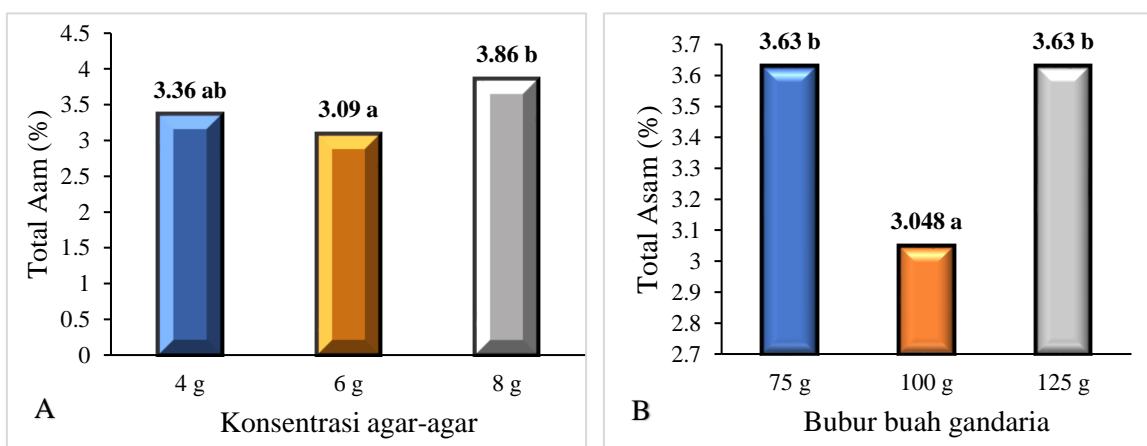 Total Aam (%)
4.5
4
3.5
3
2.5
2
1.5
1
0.5
0
3.36 ab
3.09 a
3.86 b
4 g
6 g
8 g
Konsentrasi agar-agar
A
Total Asam (%)
3.7
3.6
3.5
3.4
3.3
3.2
3.1
3
2.9
2.8
2.7
3.63 b
3.048 a
3.63 b
75 g
100 g
125 g
Bubur buah gandaria
B